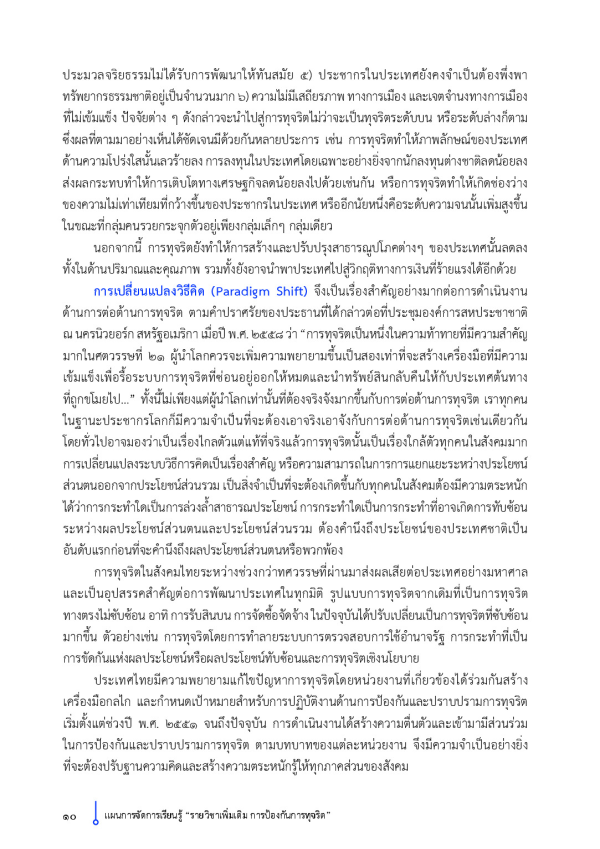 ประมวลจริยธรรมไม่ได้รับการพัฒนาให้ทันสมัย ๕) ประชากรในประเทศยังคงจำเป็นต้องพึ่งพา
ทรัพยากรธรรมชาติอยู่เป็นจำนวนมาก ๖) ความไม่มีเสถียรภาพ ทางการเมือง และเจตจำนงทางการเมือง
ที่ไม่เข้มแข็ง ปัจจัยต่าง ๆ ดังกล่าวจะนำไปสู่การทุจริตไม่ว่าจะเป็นทุจริตระดับบน หรือระดับล่างก็ตาม
ซึ่งผลที่ตามมาอย่างเห็นได้ชัดเจนมีด้วยกันหลายประการ เช่น การทุจริตทำให้ภาพลักษณ์ของประเทศ
ด้านความโปร่งใสนั้นเลวร้ายลง การลงทุนในประเทศโดยเฉพาะอย่างยิ่งจากนักลงทุนต่างชาติลดน้อยลง
ส่งผลกระทบทำให้การเติบโตทางเศรษฐกิจลดน้อยลงไปด้วยเช่นกัน หรือการทุจริตทำให้เกิดช่องว่าง
ของความไม่เท่าเทียมที่กว้างขึ้นของประชากรในประเทศ หรืออีกนัยหนึ่งคือระดับความจนนั้นเพิ่มสูงขึ้น
ในขณะที่กลุ่มคนรวยกระจุกตัวอยู่เพียงกลุ่มเล็กๆ กลุ่มเดียว
นอกจากนี้ การทุจริตยังทำให้การสร้างและปรับปรุงสาธารณูปโภคต่างๆ ของประเทศนั้นลดลง
ทั้งในด้านปริมาณและคุณภาพ รวมทั้งยังอาจนำพาประเทศไปสู่วิกฤติทางการเงินที่ร้ายแรงได้อีกด้วย
การเปลี่ยนแปลงวิธีคิด (Paradigm Shift) จึงเป็นเรื่องสำคัญอย่างมากต่อการดำเนินงาน
ด้านการต่อต้านการทุจริต ตามคำปราศรัยของประธานที่ได้กล่าวต่อที่ประชุมองค์การสหประชาชาติ
ณ นครนิวยอร์ก สหรัฐอเมริกา เมื่อปี พ.ศ. ๒๕๕๘ ว่า “การทุจริตเป็นหนึ่งในความท้าทายที่มีความสำคัญ
มากในศตวรรษที่ ๒๑ ผู้นำโลกควรจะเพิ่มความพยายามขึ้นเป็นสองเท่าที่จะสร้างเครื่องมือที่มีความ
เข้มแข็งเพื่อรื้อระบบการทุจริตที่ซ่อนอยู่ออกให้หมดและนำทรัพย์สินกลับคืนให้กับประเทศต้นทาง
ที่ถูกขโมยไป...” ทั้งนี้ไม่เพียงแต่ผู้นำโลกเท่านั้นที่ต้องจริงจังมากขึ้นกับการต่อต้านการทุจริต เราทุกคน
ในฐานะประชากรโลกก็มีความจำเป็นที่จะต้องเอาจริงเอาจังกับการต่อต้านการทุจริตเช่นเดียวกัน
โดยทั่วไปอาจมองว่าเป็นเรื่องไกลตัวแต่แท้ที่จริงแล้วการทุจริตนั้นเป็นเรื่องใกล้ตัวทุกคนในสังคมมาก
การเปลี่ยนแปลงระบบวิธีการคิดเป็นเรื่องสำคัญ หรือความสามารถในการการแยกแยะระหว่างประโยชน์
ส่วนตนออกจากประโยชน์ส่วนรวม เป็นสิ่งจำเป็นที่จะต้องเกิดขึ้นกับทุกคนในสังคมต้องมีความตระหนัก
ได้ว่าการกระทำใดเป็นการล่วงล้ำสาธารณประโยชน์ การกระทำใดเป็นการกระทำที่อาจเกิดการทับซ้อน
ระหว่างผลประโยชน์ส่วนตนและประโยชน์ส่วนรวม ต้องคำนึงถึงประโยชน์ของประเทศชาติเป็น
อันดับแรกก่อนที่จะคำนึงถึงผลประโยชน์ส่วนตนหรือพวกพ้อง
การทุจริตในสังคมไทยระหว่างช่วงกว่าทศวรรษที่ผ่านมาส่งผลเสียต่อประเทศอย่างมหาศาล
และเป็นอุปสรรคสำคัญต่อการพัฒนาประเทศในทุกมิติ รูปแบบการทุจริตจากเดิมที่เป็นการทุจริต
ทางตรงไม่ซับซ้อน อาทิ การรับสินบน การจัดซื้อจัดจ้าง ในปัจจุบันได้ปรับเปลี่ยนเป็นการทุจริตที่ซับซ้อน
มากขึ้น ตัวอย่างเช่น การทุจริตโดยการทำลายระบบการตรวจสอบการใช้อำนาจรัฐ การกระทำที่เป็น
การขัดกันแห่งผลประโยชน์หรือผลประโยชน์ทับซ้อนและการทุจริตเชิงนโยบาย
ประเทศไทยมีความพยายามแก้ไขปัญหาการทุจริตโดยหน่วยงานที่เกี่ยวข้องได้ร่วมกันสร้าง
เครื่องมือกลไก และกำหนดเป้าหมายสำหรับการปฏิบัติงานด้านการป้องกันและปราบปรามการทุจริต
เริ่มตั้งแต่ช่วงปี พ.ศ. ๒๕๕๑ จนถึงปัจจุบัน การดำเนินงานได้สร้างความตื่นตัวและเข้ามามีส่วนร่วม
ในการป้องกันและปราบปรามการทุจริต ตามบทบาทของแต่ละหน่วยงาน จึงมีความจำเป็นอย่างยิ่ง
ที่จะต้องปรับฐานความคิดและสร้างความตระหนักรู้ให้ทุกภาคส่วนของสังคม
๑๐ แผนการจัดการเรียนรู้ “รายวิชาเพิ่มเติม การป้องกันการทุจริต”